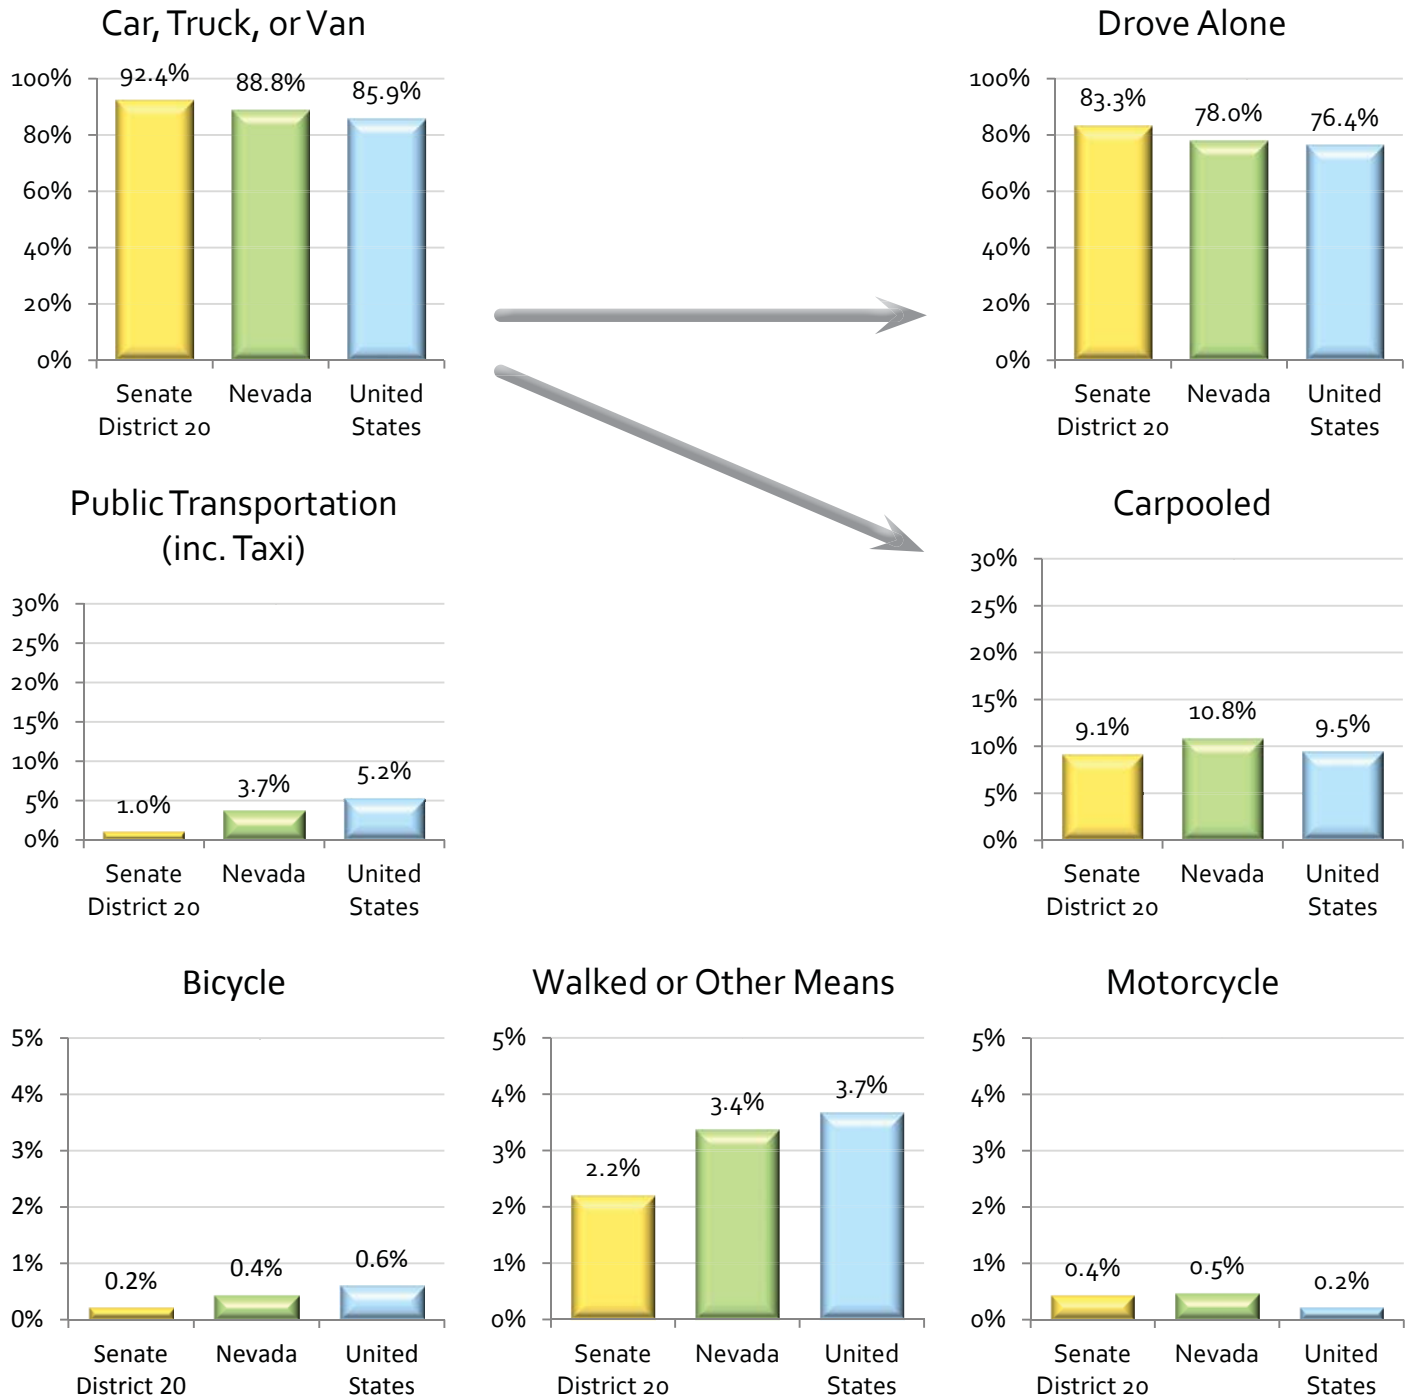 Car, Truck, or Van
92.4%
88.8%
85.9%
100%
80%
60%
40%
20%
0%
Senate
District 20
Nevada
United
States
Drove Alone
83.3%
78.0%
76.4%
100%
80%
60%
40%
20%
0%
Senate
District 20
Nevada
United
States
Public Transportation
(inc. Taxi)
30%
25%
20%
15%
10%
5%
0%
1.0%
3.7%
5.2%
Senate
District 20
Nevada
United
States
Carpooled
30%
25%
20%
15%
10%
5%
0%
9.1%
10.8%
9.5%
Senate
District 20
Nevada
United
States
Bicycle
5%
4%
3%
2%
1%
0%
0.2%
0.4%
0.6%
Senate
District 20
Nevada
United
States
Walked or Other Means
5%
4%
3%
2%
1%
0%
2.2%
3.4%
3.7%
Senate
District 20
Nevada
United
States
Motorcycle
5%
4%
3%
2%
1%
0%
0.4%
0.5%
0.2%
Senate
District 20
Nevada
United
States